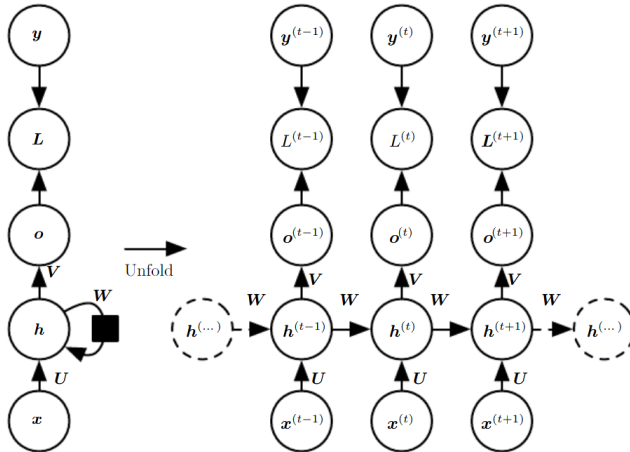 y y^(t−1) y^(t) y^(t+1)
L L^(t−1) L^(t) L^(t+1)
o o^(t−1) o^(t) o^(t+1)
Unfold
V V V V
W W W W W
h h^(...) h^(t−1) h^(t) h^(t+1) h^(...)
U U U U
x x^(t−1) x^(t) x^(t+1)